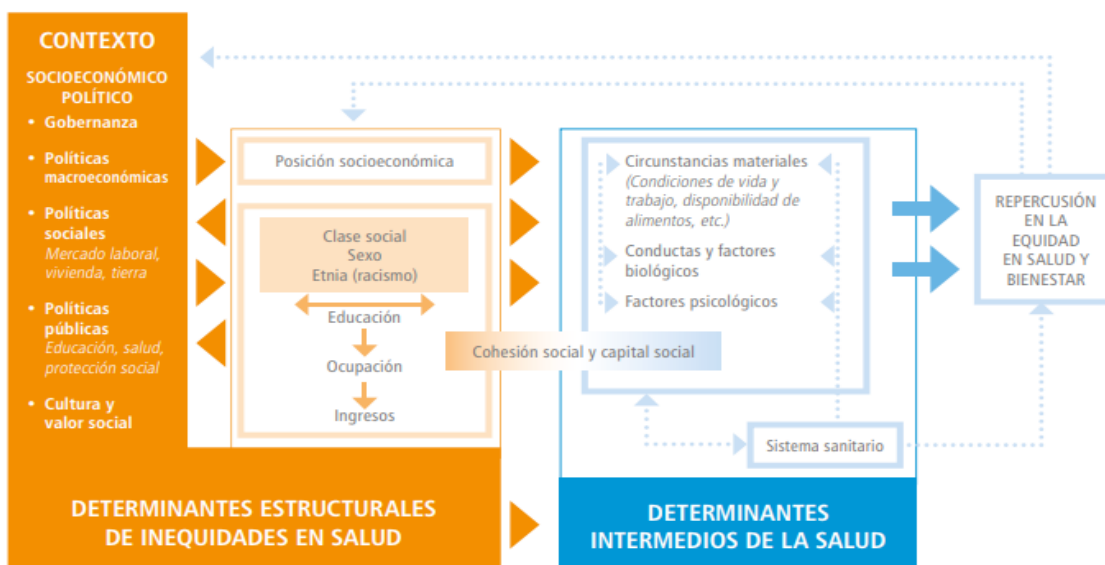 CONTEXTO
SOCIOECONÓMICO
POLÍTICO
• Gobernanza
• Políticas
macroeconómicas
• Políticas
sociales
Mercado laboral,
vivienda, tierra
• Políticas
públicas
Educación, salud,
protección social
• Cultura y
valor social
Posición socioeconómica
Clase social
Sexo
Etnia (racismo)
Educación
Ocupación
Ingresos
Cohesión social y capital social
Circunstancias materiales
(Condiciones de vida y
trabajo, disponibilidad de
alimentos, etc.)
Conductas y factores
biológicos
Factores psicológicos
Sistema sanitario
REPERCUSIÓN
EN LA
EQUIDAD
EN SALUD Y
BIENESTAR
DETERMINANTES ESTRUCTURALES
DE INEQUIDADES EN SALUD
DETERMINANTES
INTERMEDIOS DE LA SALUD